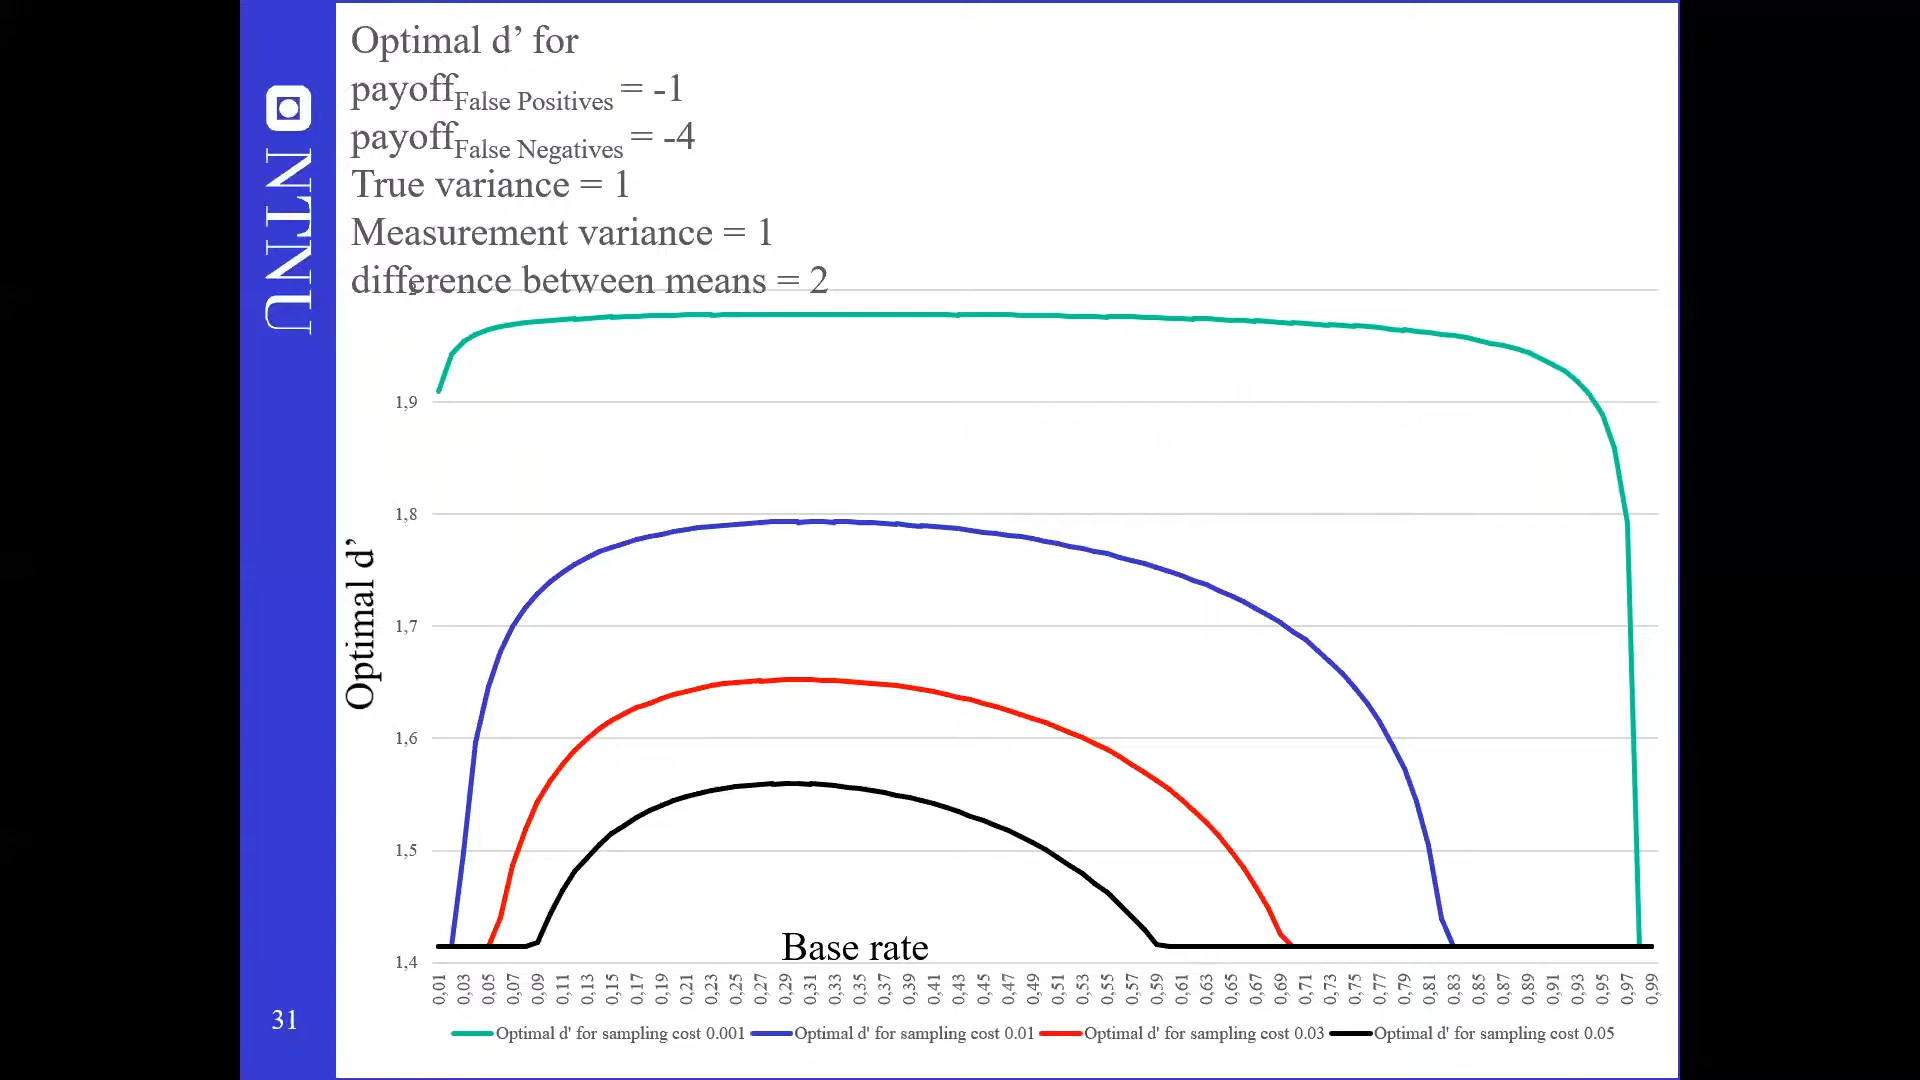 Optimal d’ for
payoffFalse Positives = -1
payoffFalse Negatives = -4
True variance = 1
Measurement variance = 1
difference between means = 2
NTNU
2
1,9
1,8
1,7
1,6
1,5
1,4
Optimal d’
Base rate
0,01 0,03 0,05 0,07 0,09 0,11 0,13 0,15 0,17 0,19 0,21 0,23 0,25 0,27 0,29 0,31 0,33 0,35 0,37 0,39 0,41 0,43 0,45 0,47 0,49 0,51 0,53 0,55 0,57 0,59 0,61 0,63 0,65 0,67 0,69 0,71 0,73 0,75 0,77 0,79 0,81 0,83 0,85 0,87 0,89 0,91 0,93 0,95 0,97 0,99
Optimal d' for sampling cost 0.001 Optimal d' for sampling cost 0.01 Optimal d' for sampling cost 0.03 Optimal d' for sampling cost 0.05
31